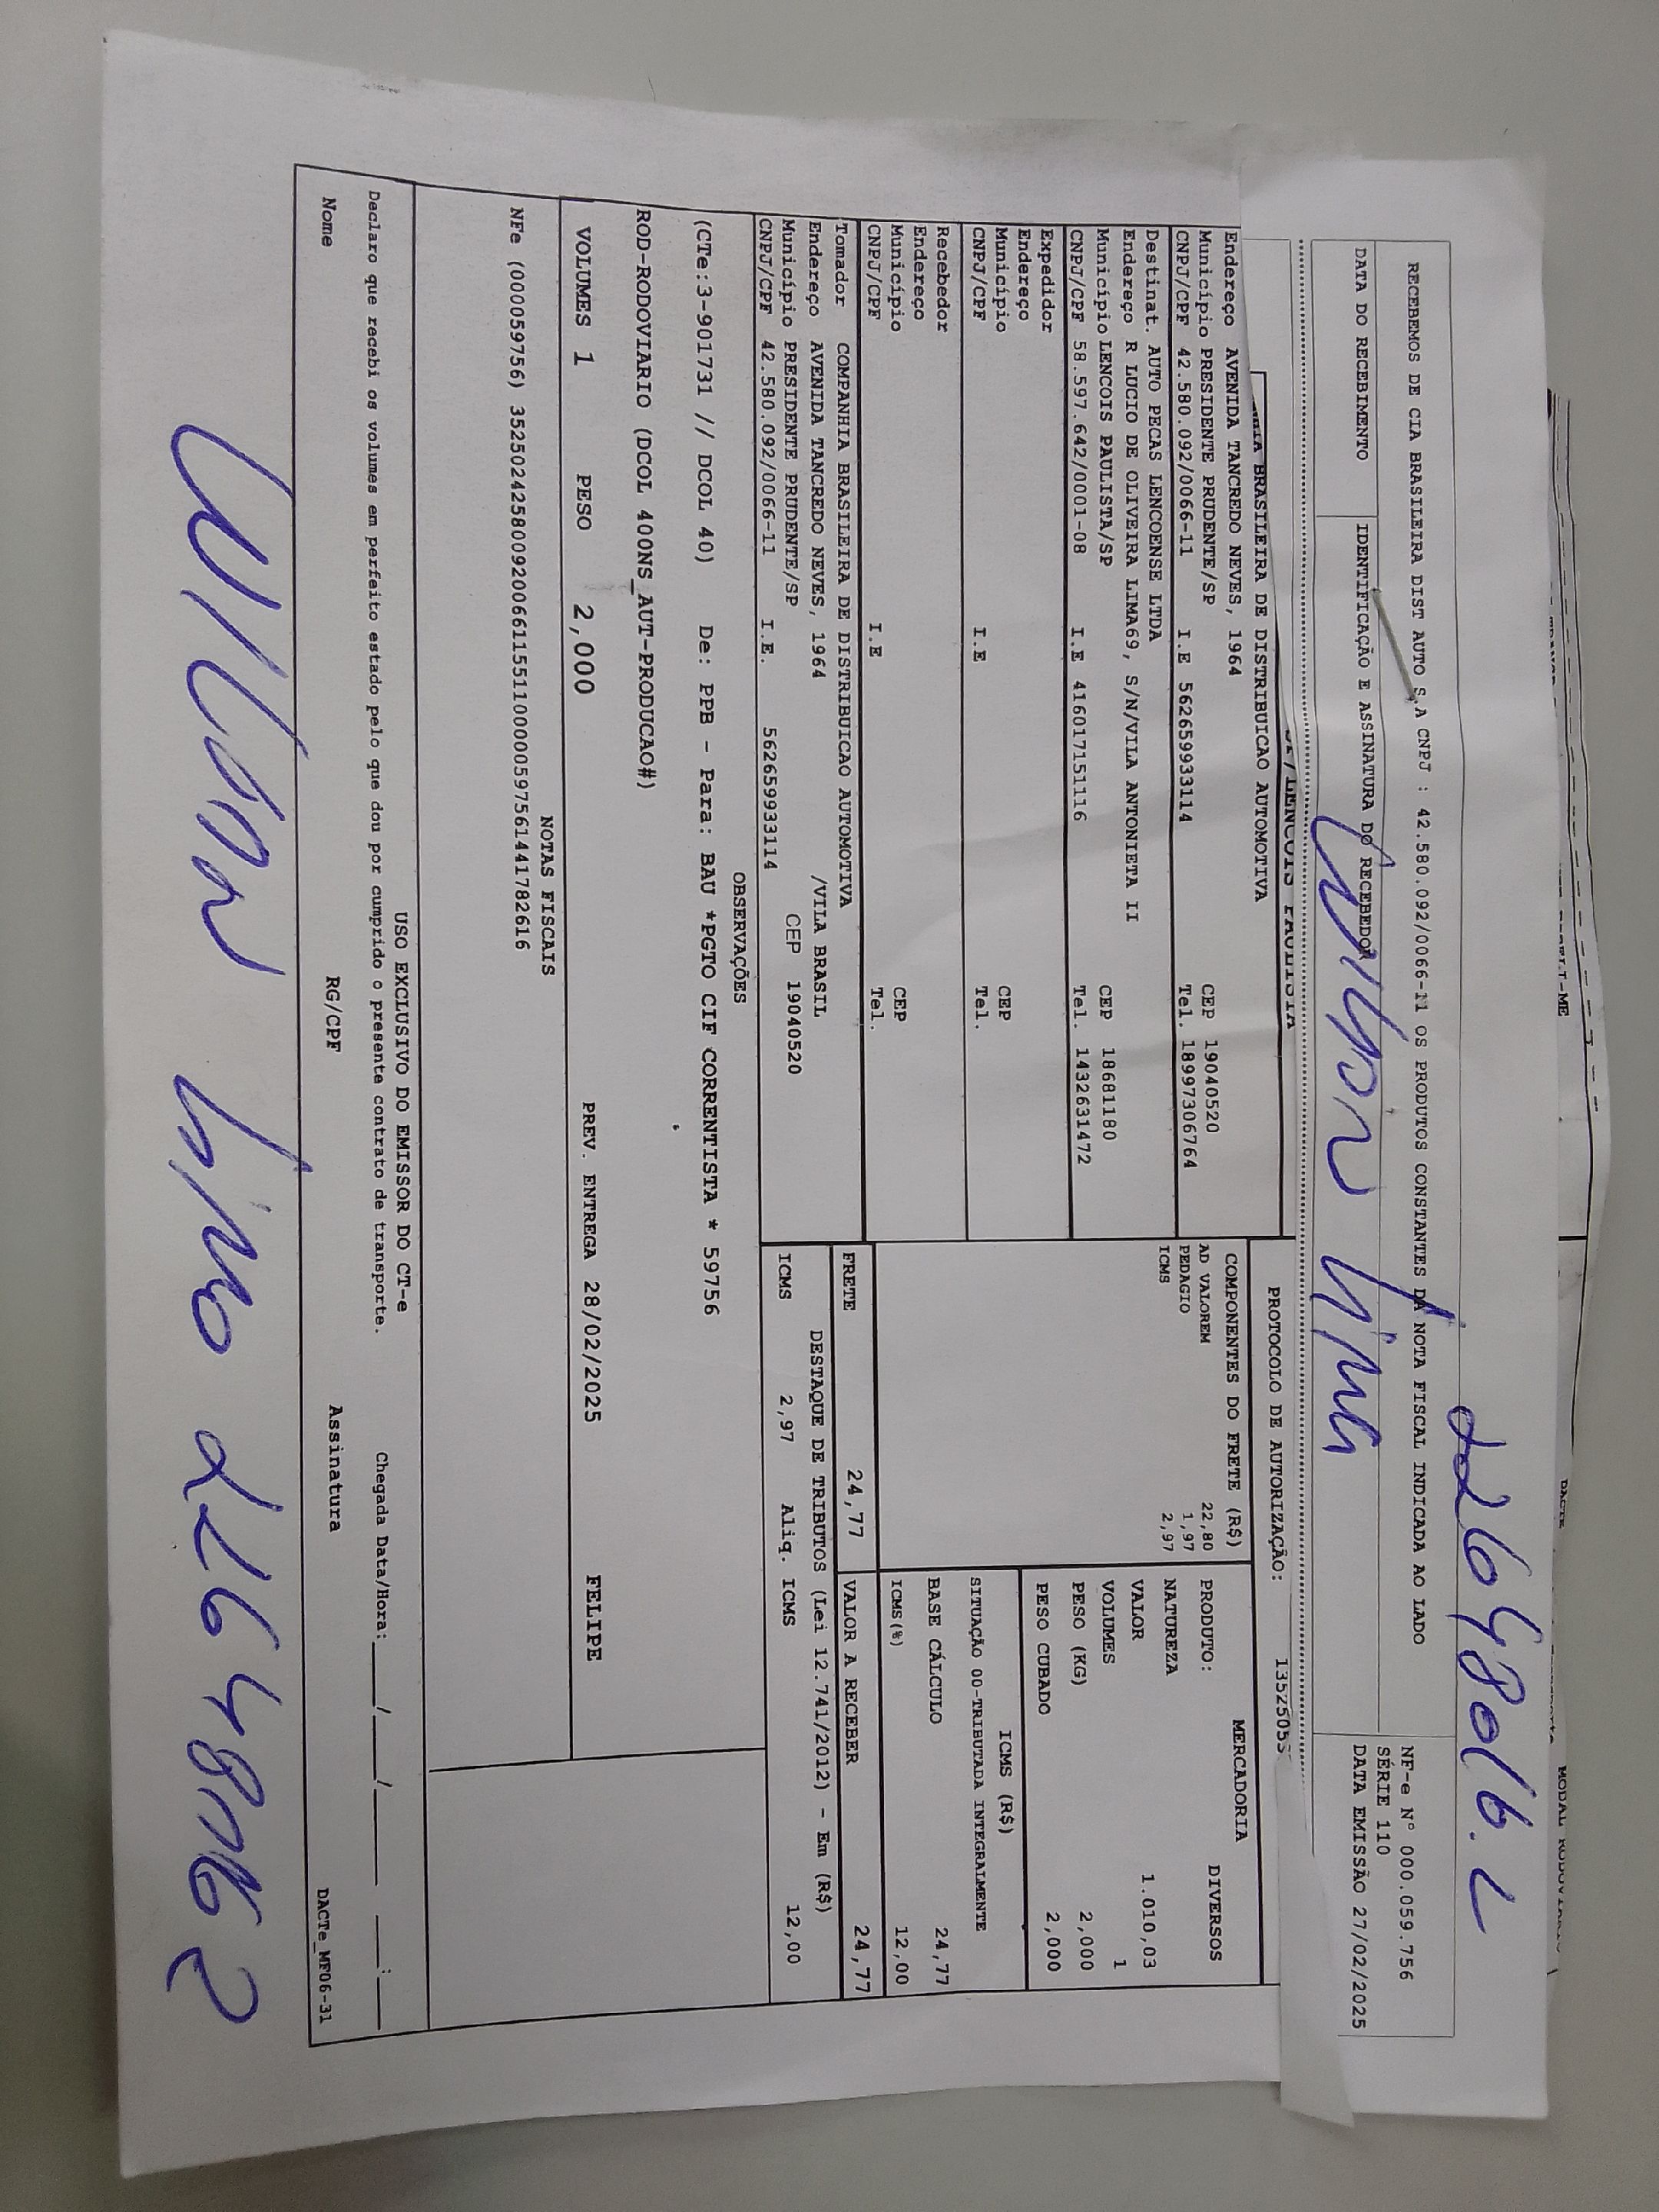 RECEBEMOS DE CIA BRASILEIRA DIST AUTO S.A CNPJ : 42.580.092/0066-11 OS PRODUTOS CONSTANTES DA NOTA FISCAL INDICADA AO LADO
DATA DO RECEBIMENTO
IDENTIFICAÇÃO E ASSINATURA DO RECEBEDOR
NF-e N° 000.059.756
SÉRIE 110
DATA EMISSÃO 27/02/2025
PROTOCOLO DE AUTORIZAÇÃO:
BRASILEIRA DE DISTRIBUICAO AUTOMOTIVA
Endereço AVENIDA TANCREDO NEVES, 1964
Município PRESIDENTE PRUDENTE/SP CEP 19040520
CNPJ/CPF 42.580.092/0066-11 I.E 562659933114 Tel. 18997306764
Destinat. AUTO PECAS LENCOENSE LTDA
Endereço R LUCIO DE OLIVEIRA LIMA69, S/N/VILA ANTONIETA II
Município LENCOIS PAULISTA/SP CEP 18681180
CNPJ/CPF 58.597.642/0001-08 I.E 416017151116 Tel. 1432631472
Expedidor
Endereço
Município CEP
CNPJ/CPF I.E Tel.
Recebedor
Endereço
Município CEP
CNPJ/CPF I.E Tel.
Tomador COMPANHIA BRASILEIRA DE DISTRIBUICAO AUTOMOTIVA
Endereço AVENIDA TANCREDO NEVES, 1964 /VILA BRASIL
Município PRESIDENTE PRUDENTE/SP CEP 19040520
CNPJ/CPF 42.580.092/0066-11 I.E. 562659933114
COMPONENTES DO FRETE (R$)
AD VALOREM 22,80
PEDAGIO 1,97
ICMS 2,97
MERCADORIA
PRODUTO: DIVERSOS
NATUREZA
VALOR 1.010,03
VOLUMES 1
PESO (KG) 2,000
PESO CUBADO 2,000
ICMS (R$)
SITUAÇÃO 00-TRIBUTADA INTEGRALMENTE
BASE CÁLCULO 24,77
ICMS(%) 12,00
FRETE 24,77
VALOR A RECEBER 24,77
DESTAQUE DE TRIBUTOS (Lei 12.741/2012) - Em (R$)
ICMS 2,97 Aliq. ICMS 12,00
OBSERVAÇÕES
(CTe:3-901731 // DCOL 40) De: PPB - Para: BAU *PGTO CIF CORRENTISTA * 59756
ROD-RODOVIARIO (DCOL 40ONS_AUT-PRODUCAO#)
VOLUMES 1 PESO 2,000 PREV. ENTREGA 28/02/2025 FELIPE
NOTAS FISCAIS
NFe (000059756) 35250242580092006611551100000597561441782616
USO EXCLUSIVO DO EMISSOR DO CT-e
Declaro que recebi os volumes em perfeito estado pelo que dou por cumprido o presente contrato de transporte. Chegada Data/Hora:___/___/___ ___:___
Nome RG/CPF Assinatura
DACTe_MF06-31